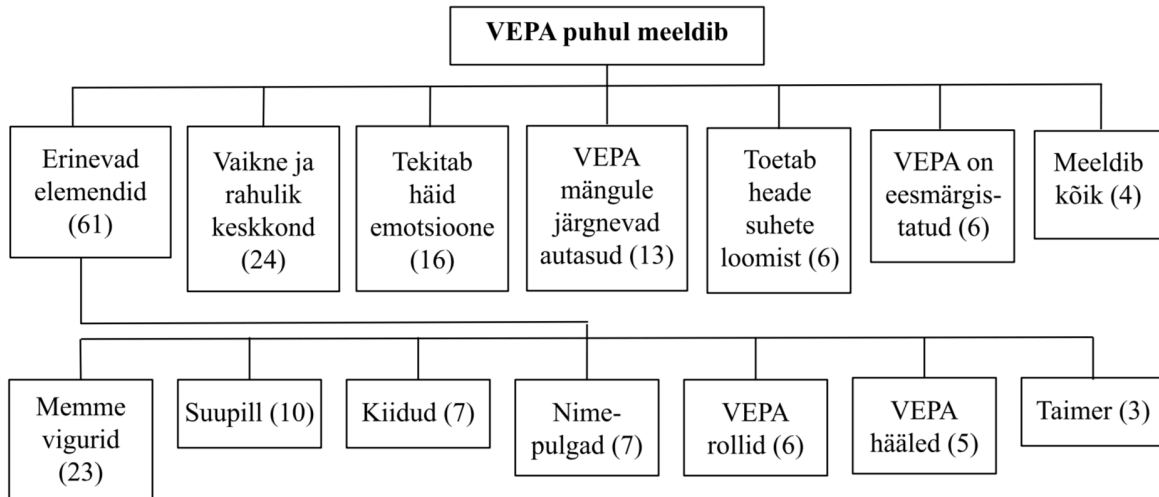 VEPA puhul meeldib
Erinevad
elemendid
(61)
Vaikne ja
rahulik
keskkond
(24)
Tekitab
häid
emotsioone
(16)
VEPA
mängule
järgnevad
autasud (13)
Toetab
heade
suhete
loomist (6)
VEPA on
eesmärgis-
tatud (6)
Meeldib
kõik (4)
Memme
vigurid
(23)
Suupill (10)
Kiidud (7)
Nime-
pulgad (7)
VEPA
rollid (6)
VEPA
hääled (5)
Taimer (3)